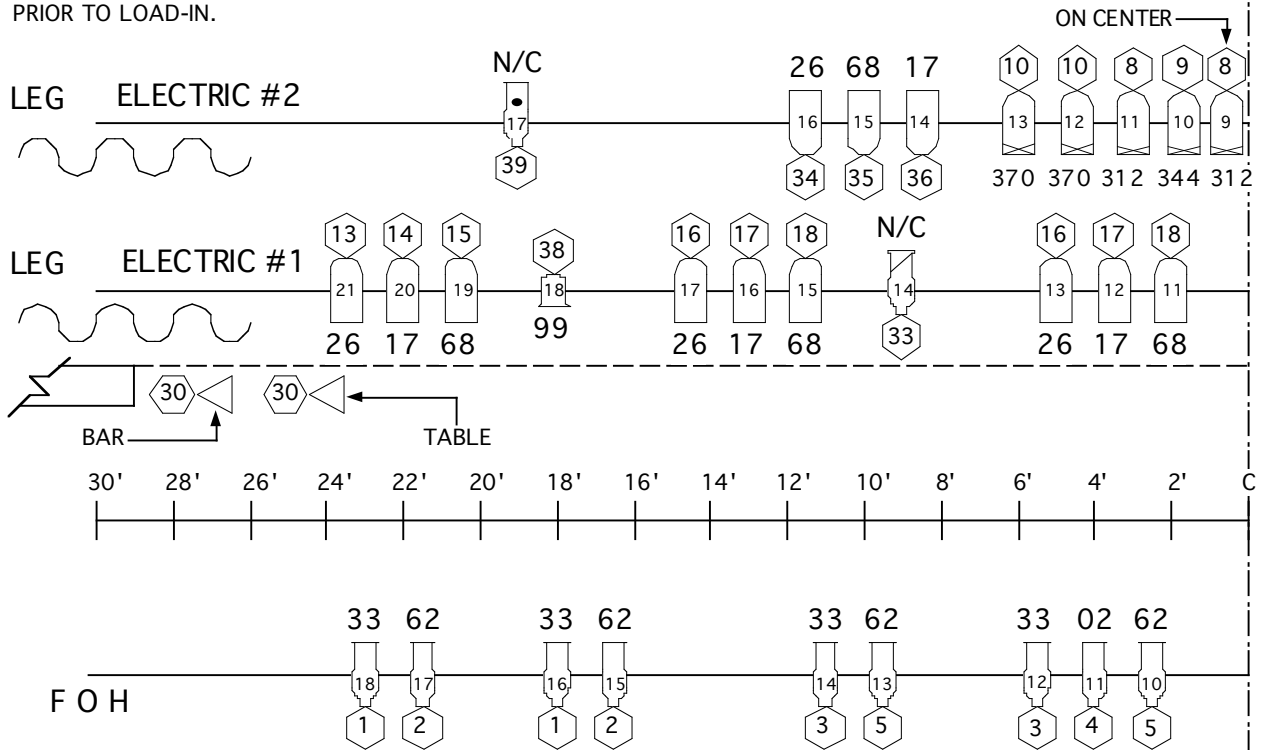 PRIOR TO LOAD-IN.
ON CENTER
N/C 26 68 17 10 10 8 9 8
LEG ELECTRIC #2
17 16 15 14 13 12 11 10 9
39 34 35 36 370 370 312 344 312
13 14 15 38 16 17 18 N/C 16 17 18
LEG ELECTRIC #1
21 20 19 18 17 16 15 14 13 12 11
26 17 68 99 26 17 68 33 26 17 68
30 30
BAR TABLE
30' 28' 26' 24' 22' 20' 18' 16' 14' 12' 10' 8' 6' 4' 2' C
33 62 33 62 33 62 33 02 62
18 17 16 15 14 13 12 11 10
FOH
1 2 1 2 3 5 3 4 5